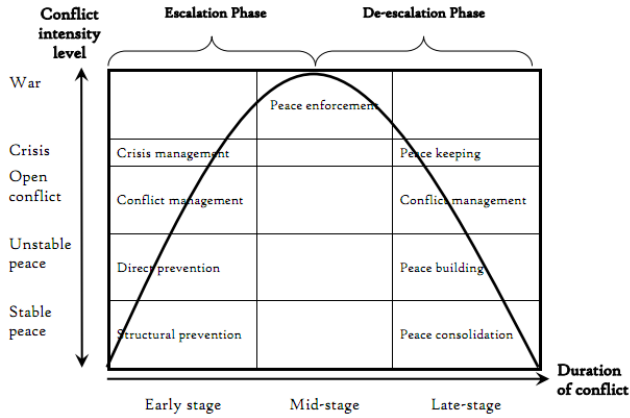 Conflict
intensity
level
Escalation Phase
De-escalation Phase
War
Peace enforcement
Crisis
Crisis management
Peace keeping
Open
conflict
Conflict management
Conflict management
Unstable
peace
Direct prevention
Peace building
Stable
peace
Structural prevention
Peace consolidation
Duration
of conflict
Early stage
Mid-stage
Late-stage